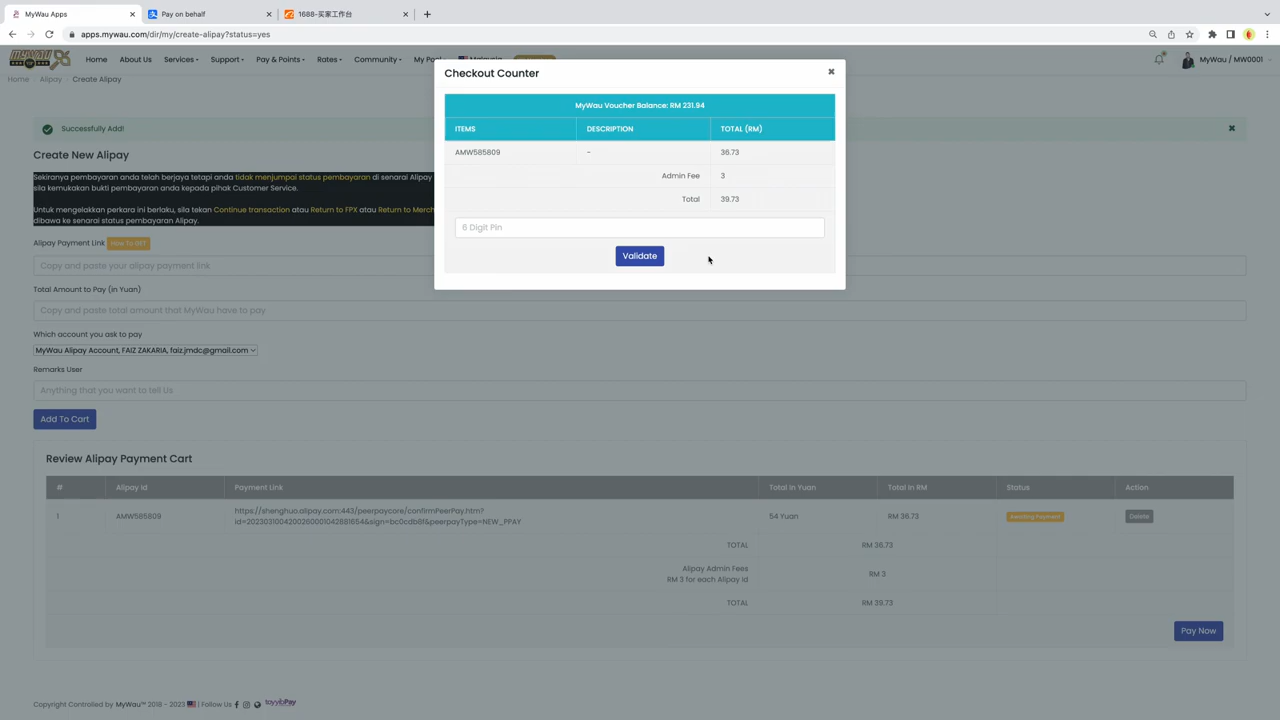 MyWau Apps
Pay on behalf
1688-买家工作台
apps.mywau.com/dir/my/create-alipay?status=yes
MYWAU
Home
About Us
Services
Support
Pay & Points
Rates
Community
Malaysia
MyWau / MW0001
Home
Alipay
Create Alipay
Checkout Counter
MyWau Voucher Balance: RM 231.94
ITEMS
DESCRIPTION
TOTAL (RM)
AMW585809
-
36.73
Admin Fee
3
Total
39.73
6 Digit PIn
Validate
Successfully Add!
Create New Alipay
Sekiranya pembayaran anda telah berjaya tetapi anda tidak menjumpai status pembayaran di senarai Alipay
sila kemukakan bukti pembayaran anda kepada pihak Customer Service.
Untuk mengelakkan perkara ini berlaku, sila tekan Continue transaction atau Return to FPX atau Return to Merch
dibawa ke senarai status pembayaran Alipay.
Alipay Payment Link
How To GET
Copy and paste your alipay payment link
Total Amount to Pay (in Yuan)
Copy and paste total amount that MyWau have to pay
Which account you ask to pay
MyWau Alipay Account, FAIZ ZAKARIA, faiz.jmdc@gmail.com
Remarks User
Anything that you want to tell Us
Add To Cart
Review Alipay Payment Cart
#
Alipay Id
Payment Link
Total In Yuan
Total In RM
Status
Action
1
AMW585809
https://shenghuo.alipay.com:443/peerpaycore/confirmPeerPay.htm?
id=2023031004200260001042881654&sign=bc0cdb8f&peerpayType=NEW_PPAY
54 Yuan
RM 36.73
Awaiting Payment
Delete
TOTAL
RM 36.73
Alipay Admin Fees
RM 3 for each Alipay Id
RM 3
TOTAL
RM 39.73
Pay Now
Copyright Controlled by MyWau™ 2018 - 2023 | Follow Us
toyyibPay